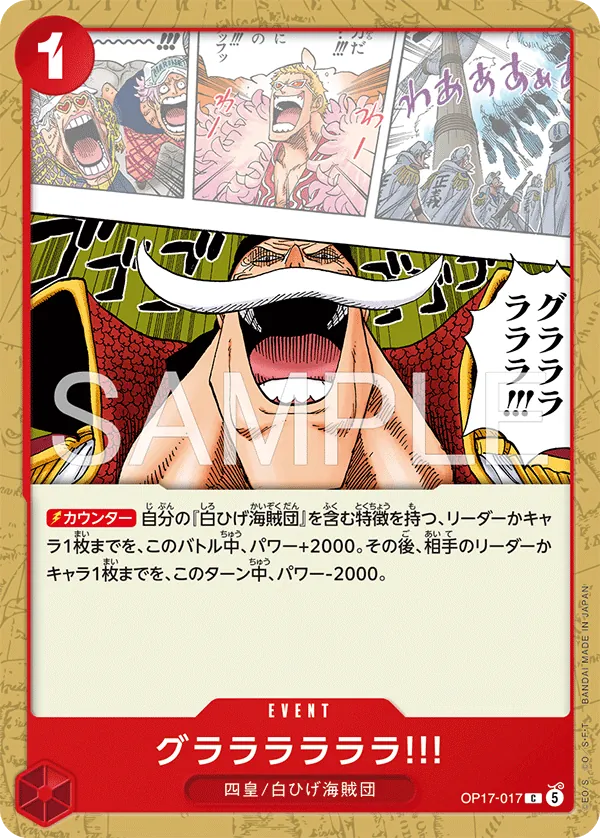 1
わあああぁぁ
グラララ
ラララ!!!
SAMPLE
カウンター 自分の『白ひげ海賊団』を含む特徴を持つ、リーダーかキャ
ラ1枚までを、このバトル中、パワー+2000。その後、相手のリーダーか
キャラ1枚までを、このターン中、パワー-2000。
EVENT
グララララララ!!!
四皇/白ひげ海賊団
OP17-017 C 5
BANDAI MADE IN JAPAN